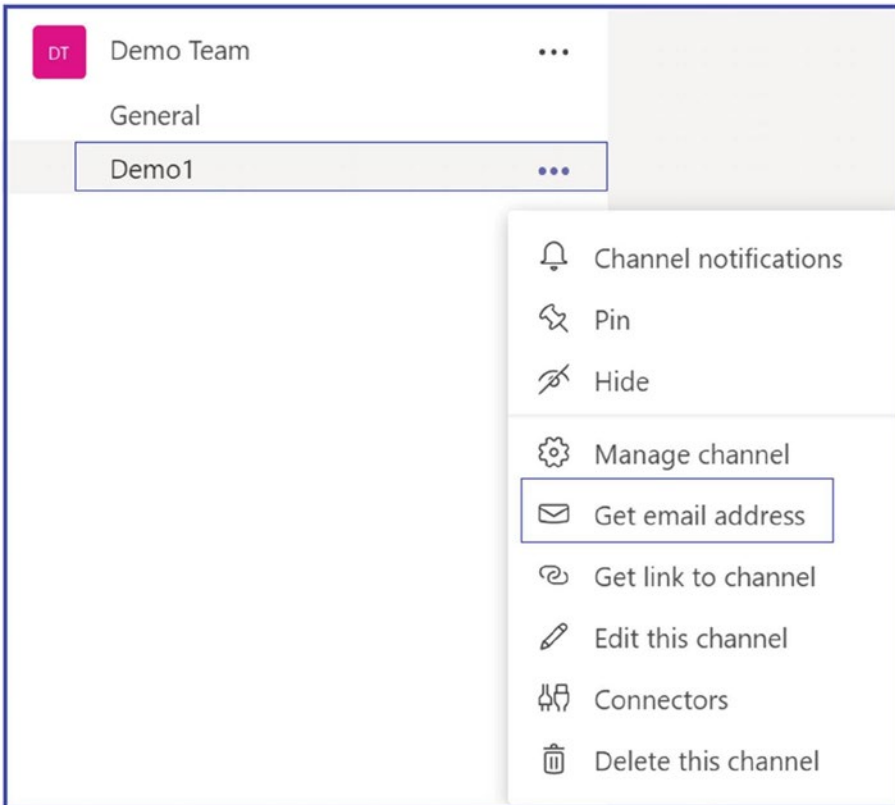 DT Demo Team ...
General
Demo1 ...
Channel notifications
Pin
Hide
Manage channel
Get email address
Get link to channel
Edit this channel
Connectors
Delete this channel